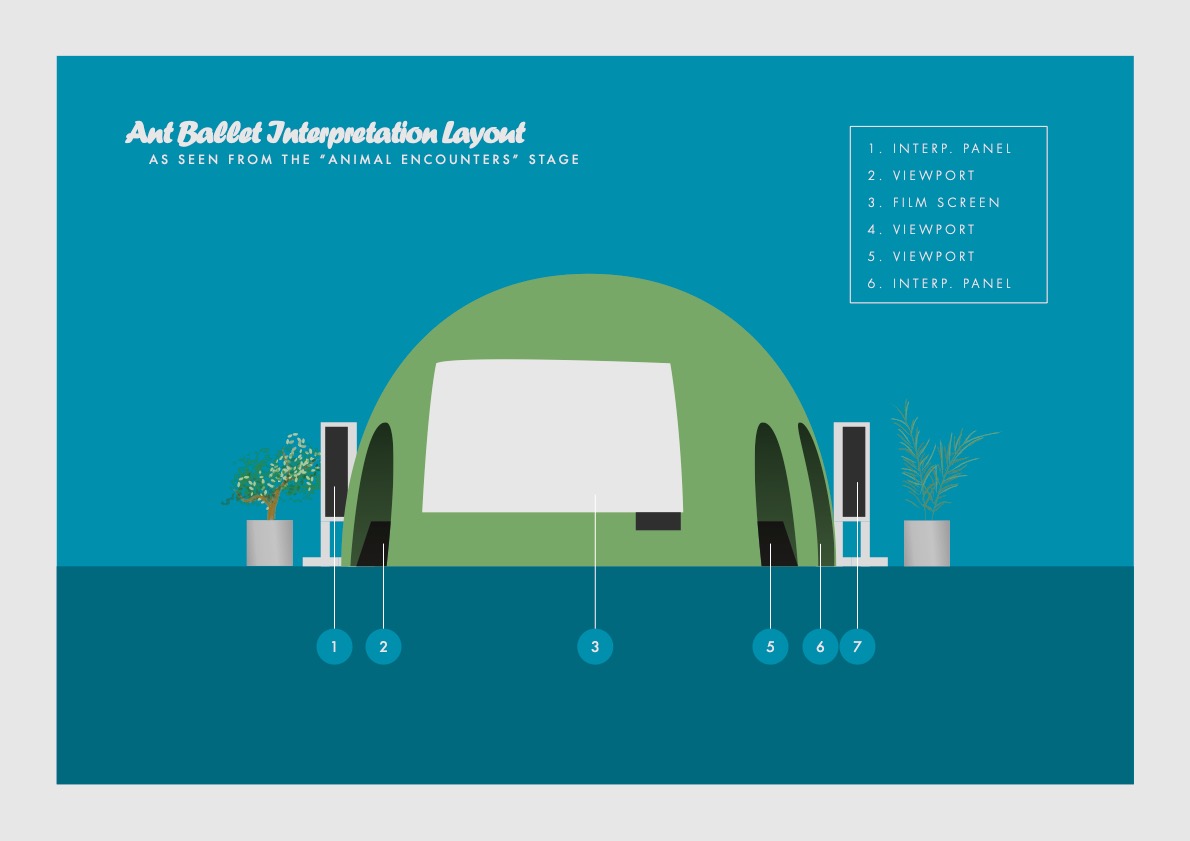 Ant Ballet Interpretation Layout
AS SEEN FROM THE “ANIMAL ENCOUNTERS” STAGE
1. INTERP. PANEL
2. VIEWPORT
3. FILM SCREEN
4. VIEWPORT
5. VIEWPORT
6. INTERP. PANEL
1 2 3 5 6 7